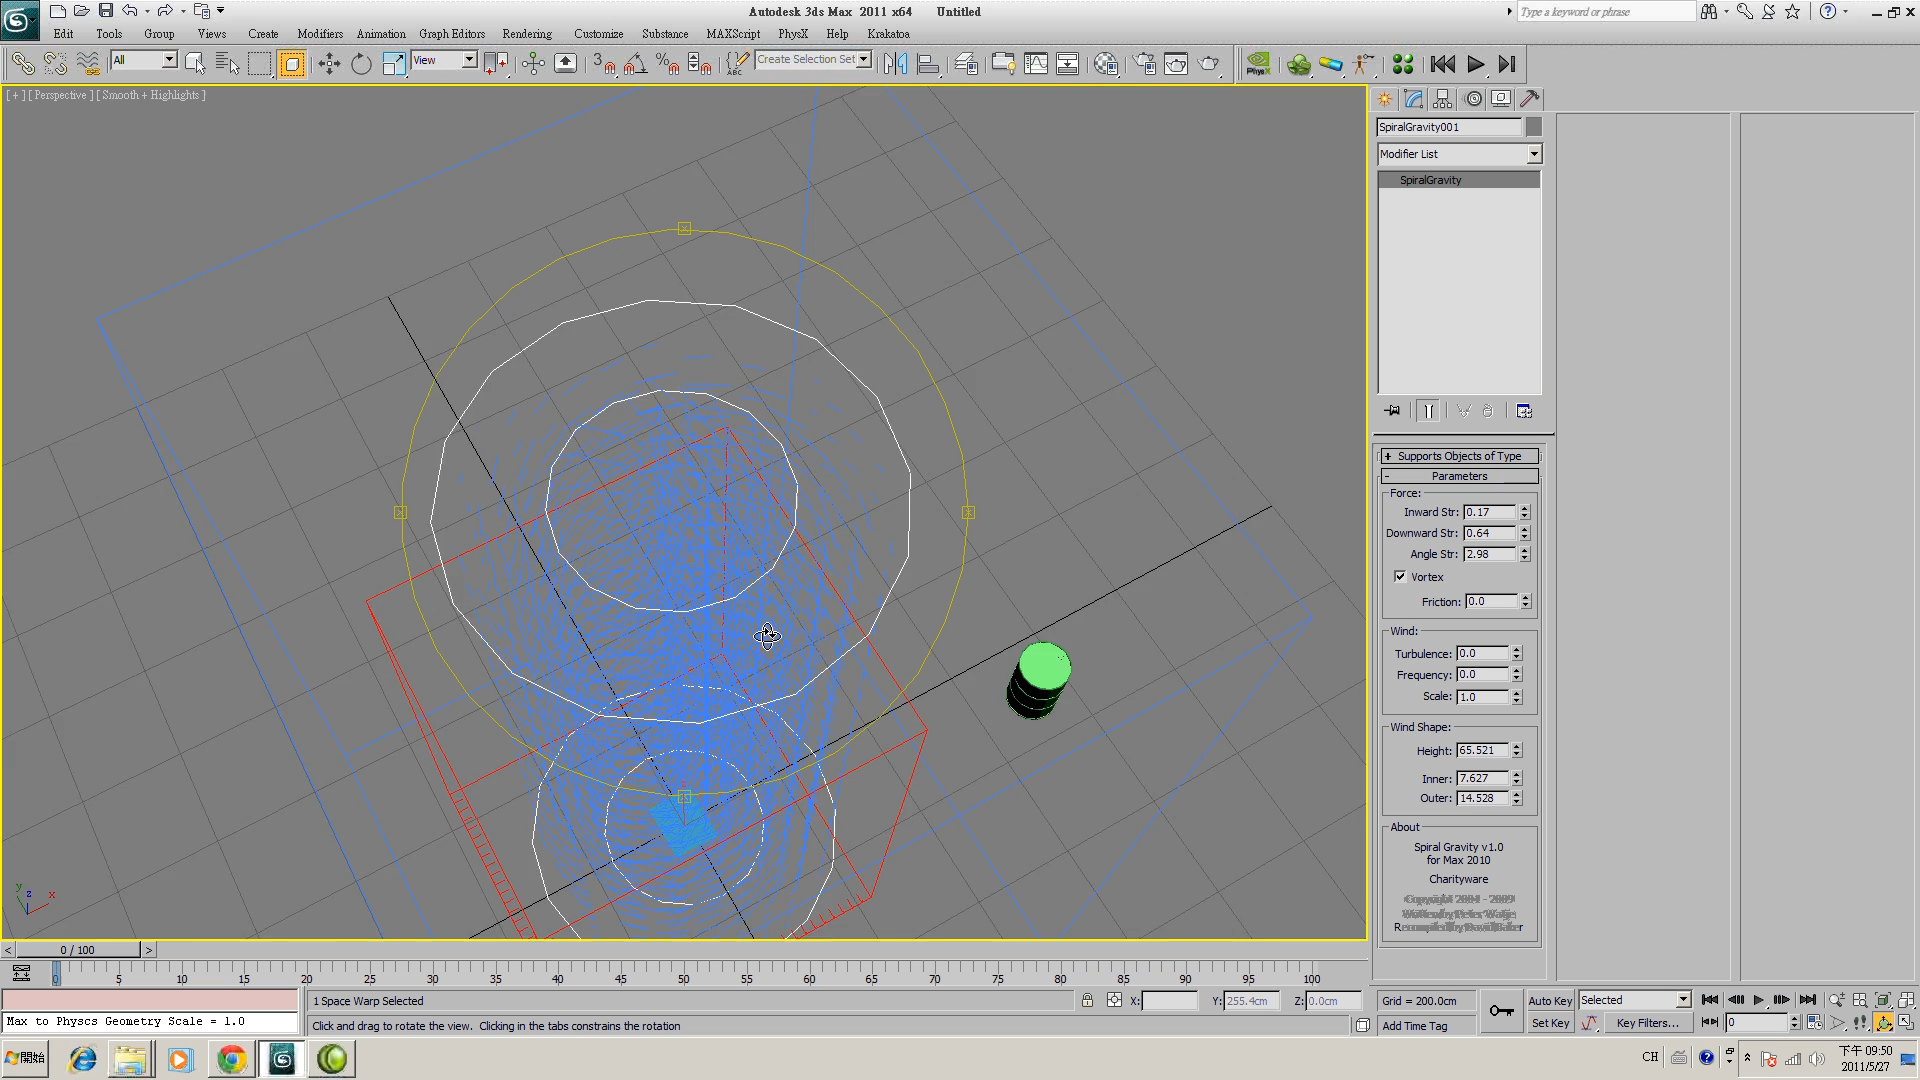 Autodesk 3ds Max 2011 x64 Untitled
Type a keyword or phrase
Edit Tools Group Views Create Modifiers Animation Graph Editors Rendering Customize Substance MAXScript PhysX Help Krakatoa
All View Create Selection Set
[ + ] [ Perspective ] [ Smooth + Highlights ]
SpiralGravity001
Modifier List
SpiralGravity
+ Supports Objects of Type
- Parameters
Force:
Inward Str: 0.17
Downward Str: 0.64
Angle Str: 2.98
Vortex
Friction: 0.0
Wind:
Turbulence: 0.0
Frequency: 0.0
Scale: 1.0
Wind Shape:
Height: 65.521
Inner: 7.627
Outer: 14.528
About
Spiral Gravity v1.0
for Max 2010
Charityware
y z x
< 0 / 100 >
0 5 10 15 20 25 30 35 40 45 50 55 60 65 70 75 80 85 90 95 100
1 Space Warp Selected X: Y: 255.4cm Z: 0.0cm Grid = 200.0cm Auto Key Selected
Max to Physcs Geometry Scale = 1.0
Click and drag to rotate the view. Clicking in the tabs constrains the rotation Add Time Tag Set Key Key Filters... 0
開始 CH 下午 09:50
2011/5/27